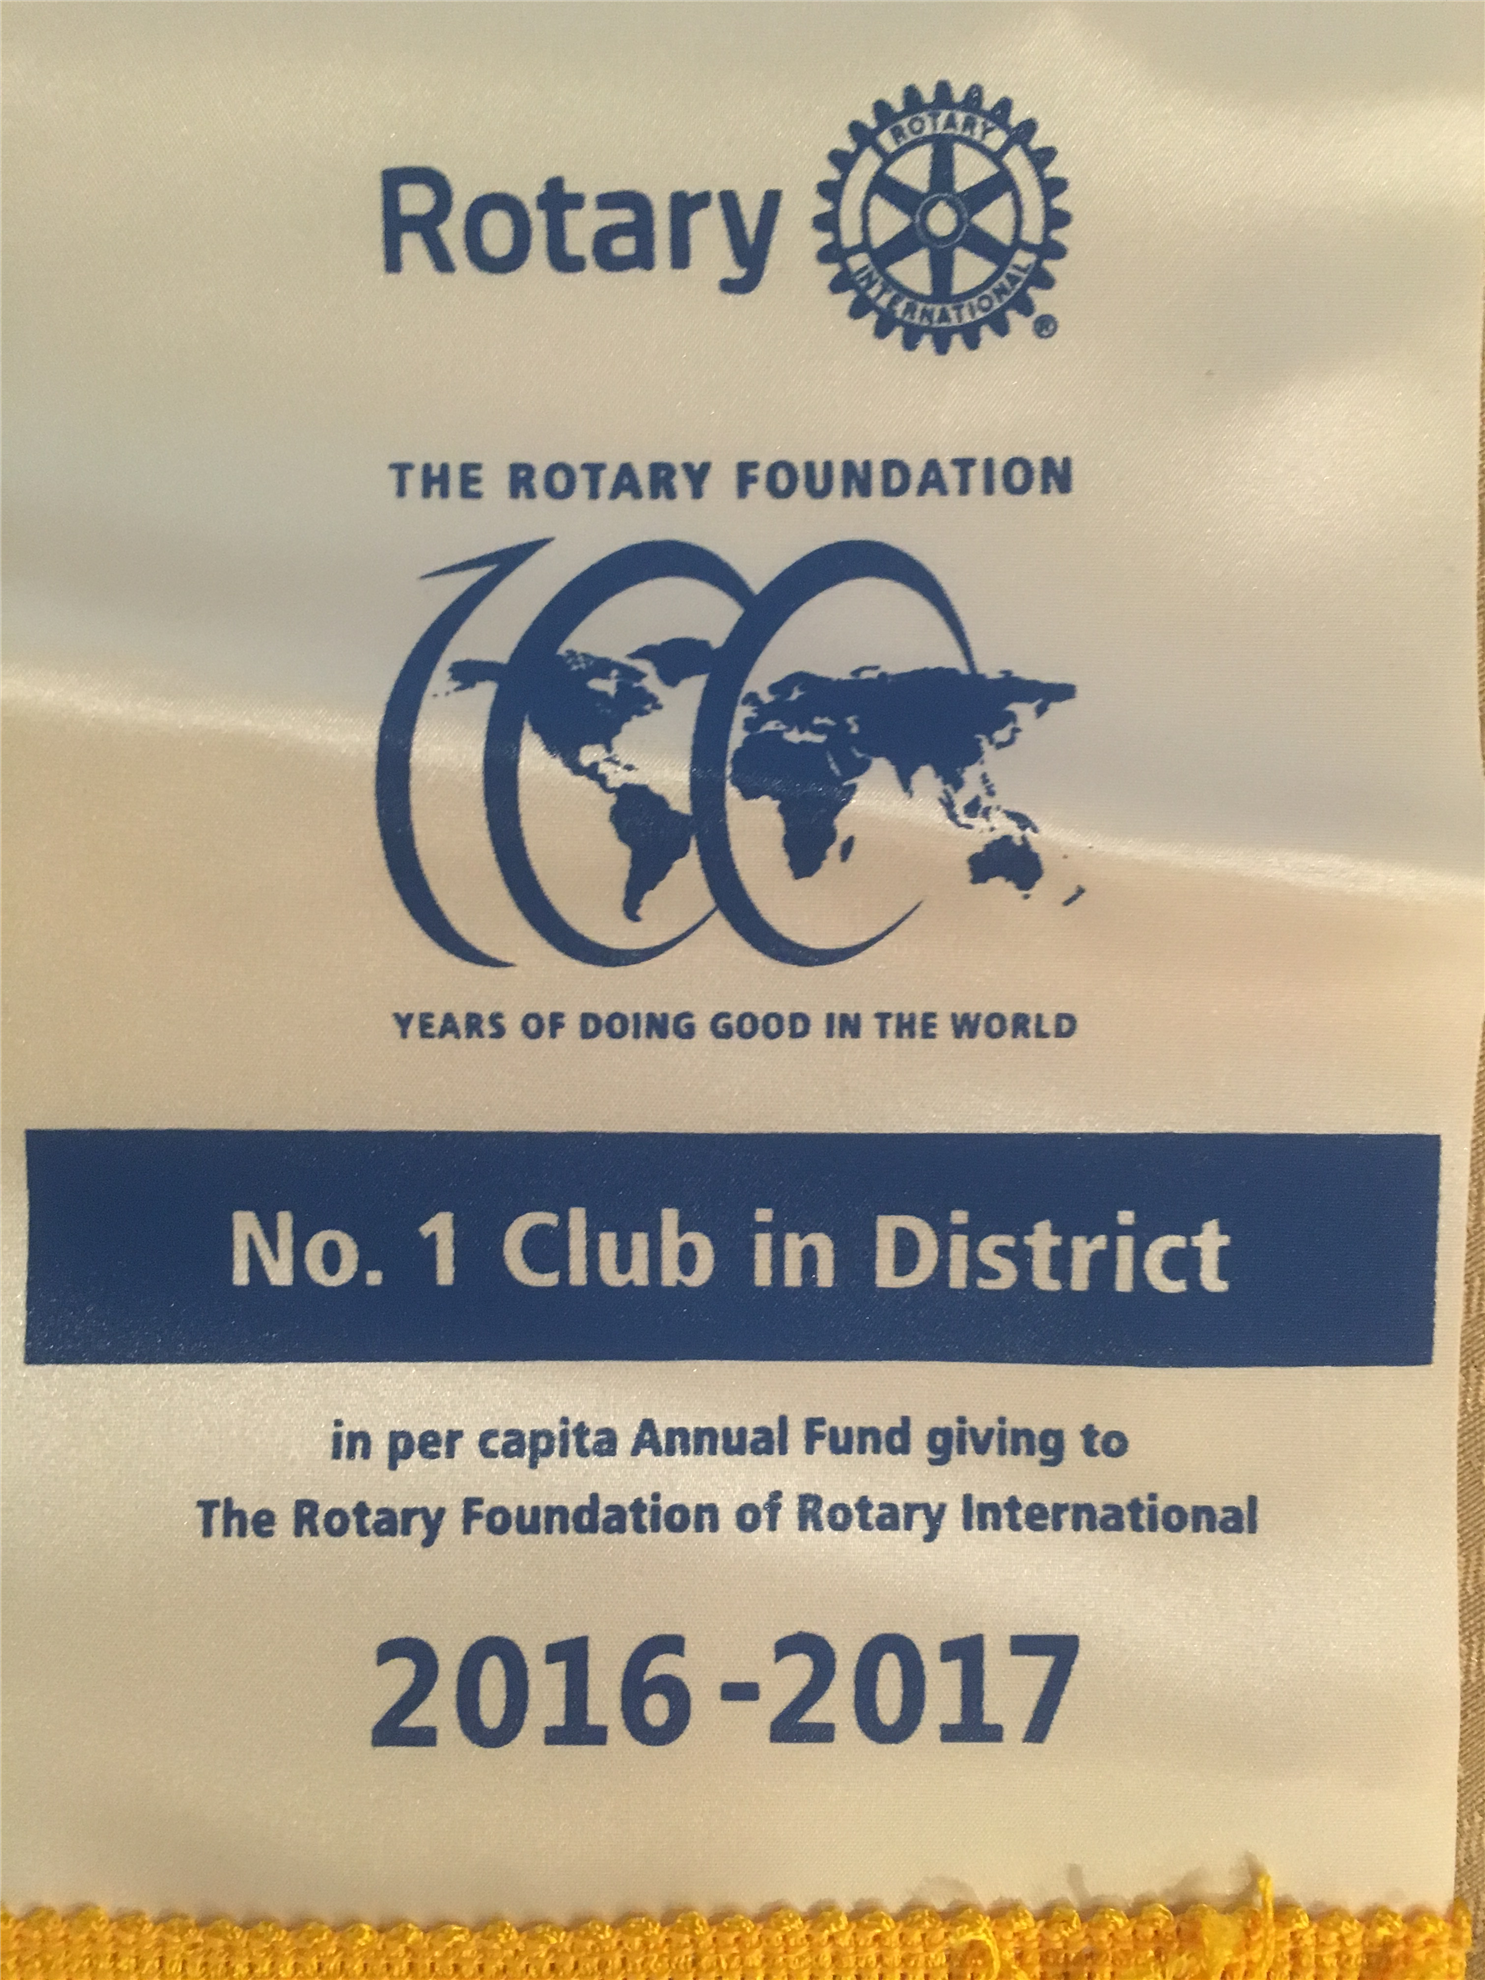 Rotary
ROTARY
INTERNATIONAL
®
THE ROTARY FOUNDATION
100
YEARS OF DOING GOOD IN THE WORLD
No. 1 Club in District
in per capita Annual Fund giving to
The Rotary Foundation of Rotary International
2016-2017